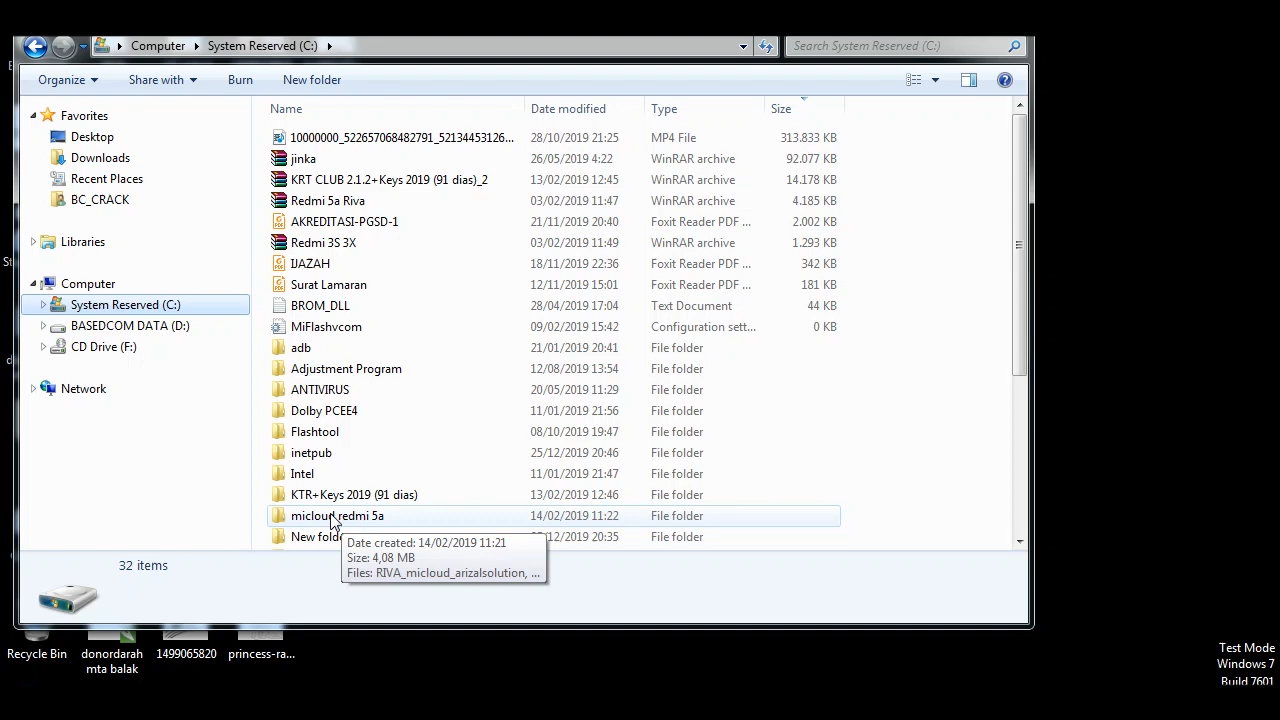 Computer System Reserved (C:) Search System Reserved (C:)
Organize Share with Burn New folder
Name Date modified Type Size
Favorites
Desktop
Downloads
Recent Places
BC_CRACK
Libraries
Computer
System Reserved (C:)
BASEDCOM DATA (D:)
CD Drive (F:)
Network
10000000_522657068482791_52134453126... 28/10/2019 21:25 MP4 File 313.833 KB
jinka 26/05/2019 4:22 WinRAR archive 92.077 KB
KRT CLUB 2.1.2+Keys 2019 (91 dias)_2 13/02/2019 12:45 WinRAR archive 14.178 KB
Redmi 5a Riva 03/02/2019 11:47 WinRAR archive 4.185 KB
AKREDITASI-PGSD-1 21/11/2019 20:40 Foxit Reader PDF ... 2.002 KB
Redmi 3S 3X 03/02/2019 11:49 WinRAR archive 1.293 KB
IJAZAH 18/11/2019 22:36 Foxit Reader PDF ... 342 KB
Surat Lamaran 12/11/2019 15:01 Foxit Reader PDF ... 181 KB
BROM_DLL 28/04/2019 17:04 Text Document 44 KB
MiFlashvcom 09/02/2019 15:42 Configuration sett... 0 KB
adb 21/01/2019 20:41 File folder
Adjustment Program 12/08/2019 13:54 File folder
ANTIVIRUS 20/05/2019 11:29 File folder
Dolby PCEE4 11/01/2019 21:56 File folder
Flashtool 08/10/2019 19:47 File folder
inetpub 25/12/2019 20:46 File folder
Intel 11/01/2019 21:47 File folder
KTR+Keys 2019 (91 dias) 13/02/2019 12:46 File folder
micloud redmi 5a 14/02/2019 11:22 File folder
New /12/2019 20:35 File folder
Date created: 14/02/2019 11:21
Size: 4,08 MB
Files: RIVA_micloud_arizalsolution, ...
32 items
Recycle Bin
donordarah
mta balak
1499065820
princess-ra...
Test Mode
Windows 7
Build 7601